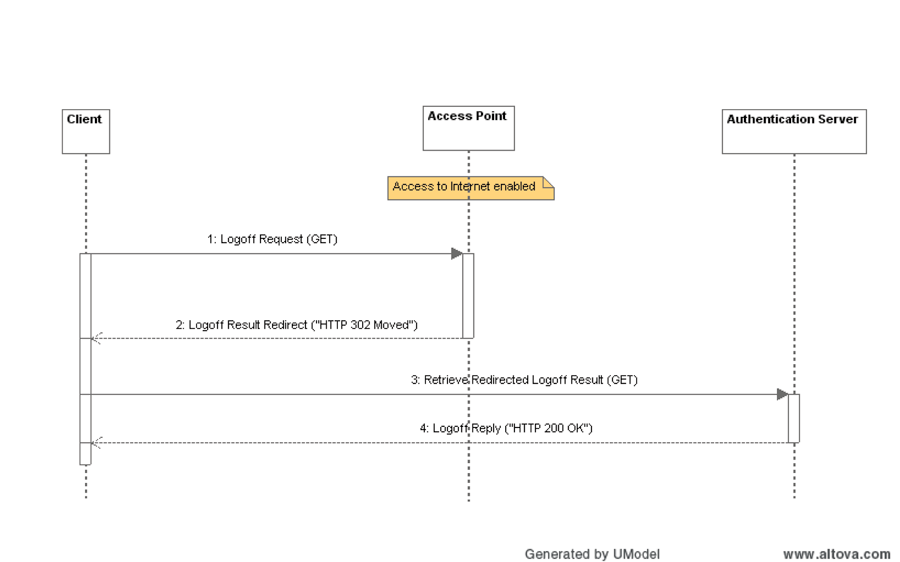 Client
Access Point
Authentication Server
Access to Internet enabled
1: Logoff Request (GET)
2: Logoff Result Redirect ("HTTP 302 Moved")
3: Retrieve Redirected Logoff Result (GET)
4: Logoff Reply ("HTTP 200 OK")
Generated by UModel
www.altova.com